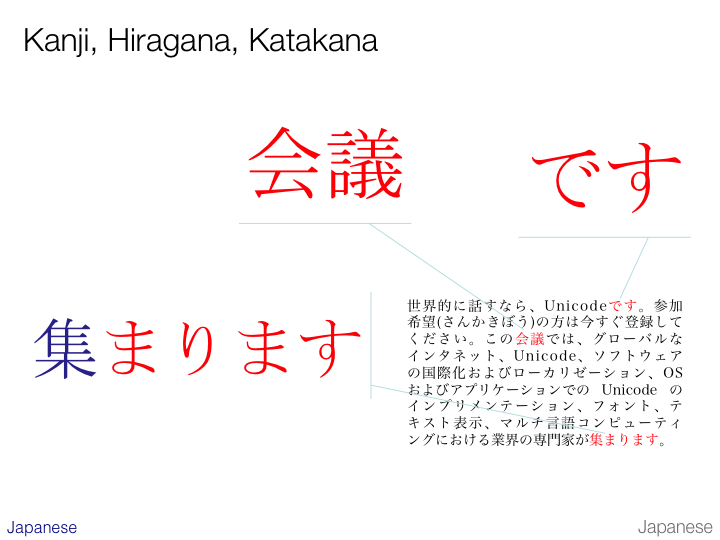 Kanji, Hiragana, Katakana
会議
です
集まります
世界的に話すなら、Unicodeです。参加
希望(さんかきぼう)の方は今すぐ登録して
ください。この会議では、グローバルな
インタネット、Unicode、ソフトウェア
の国際化およびローカリゼーション、OS
およびアプリケーションでの Unicode の
インプリメンテーション、フォント、テ
キスト表示、マルチ言語コンピューティ
ングにおける業界の専門家が集まります。
Japanese
Japanese